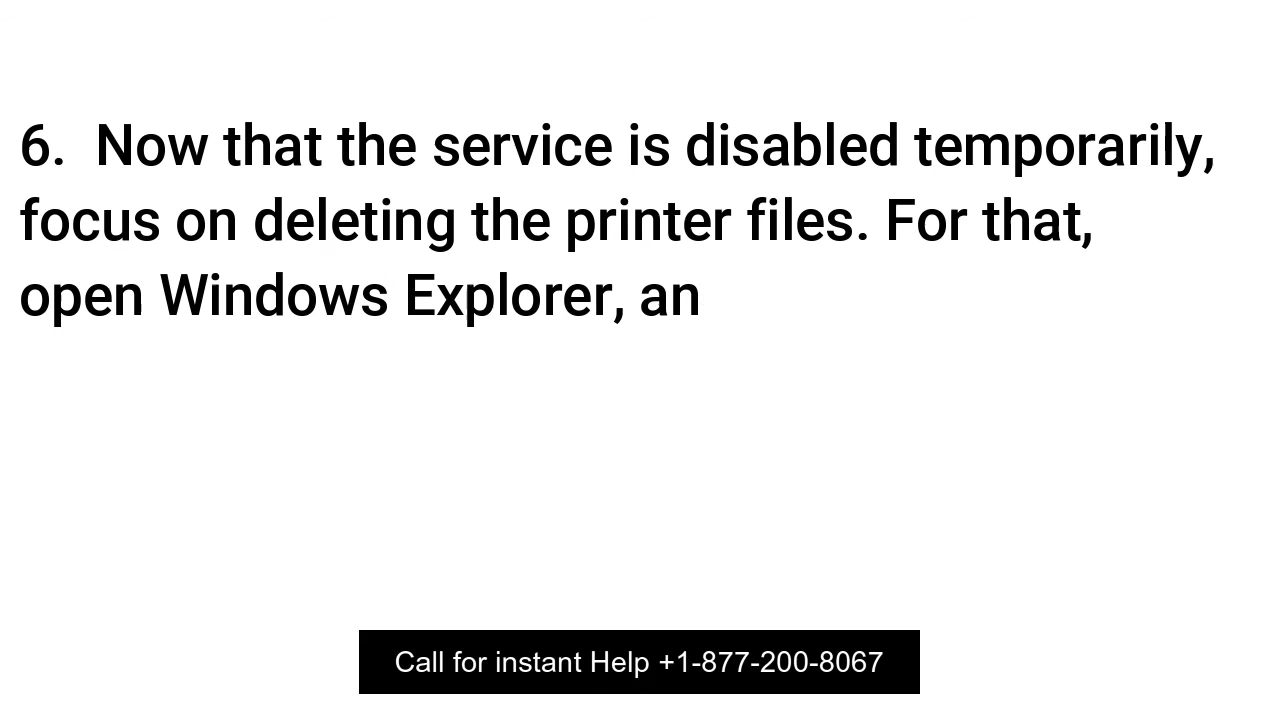 6. Now that the service is disabled temporarily,
focus on deleting the printer files. For that,
open Windows Explorer, an
Call for instant Help +1-877-200-8067